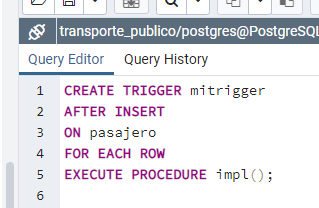 transporte_publico/postgres@PostgreSQL
Query Editor Query History
1 CREATE TRIGGER mitrigger
2 AFTER INSERT
3 ON pasajero
4 FOR EACH ROW
5 EXECUTE PROCEDURE impl();
6